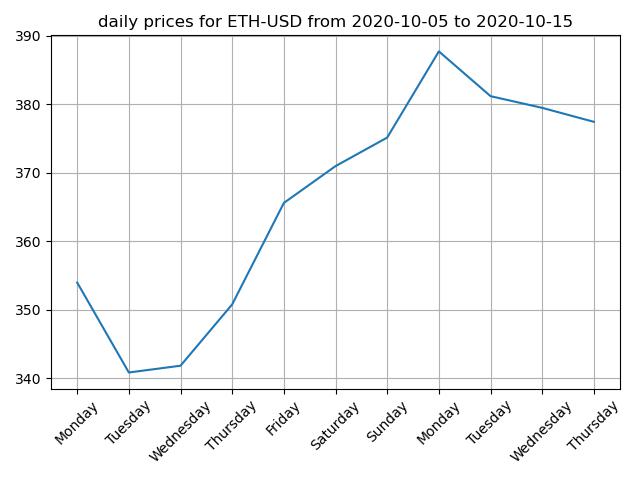 daily prices for ETH-USD from 2020-10-05 to 2020-10-15
390
380
370
360
350
340
Monday
Tuesday
Wednesday
Thursday
Friday
Saturday
Sunday
Monday
Tuesday
Wednesday
Thursday